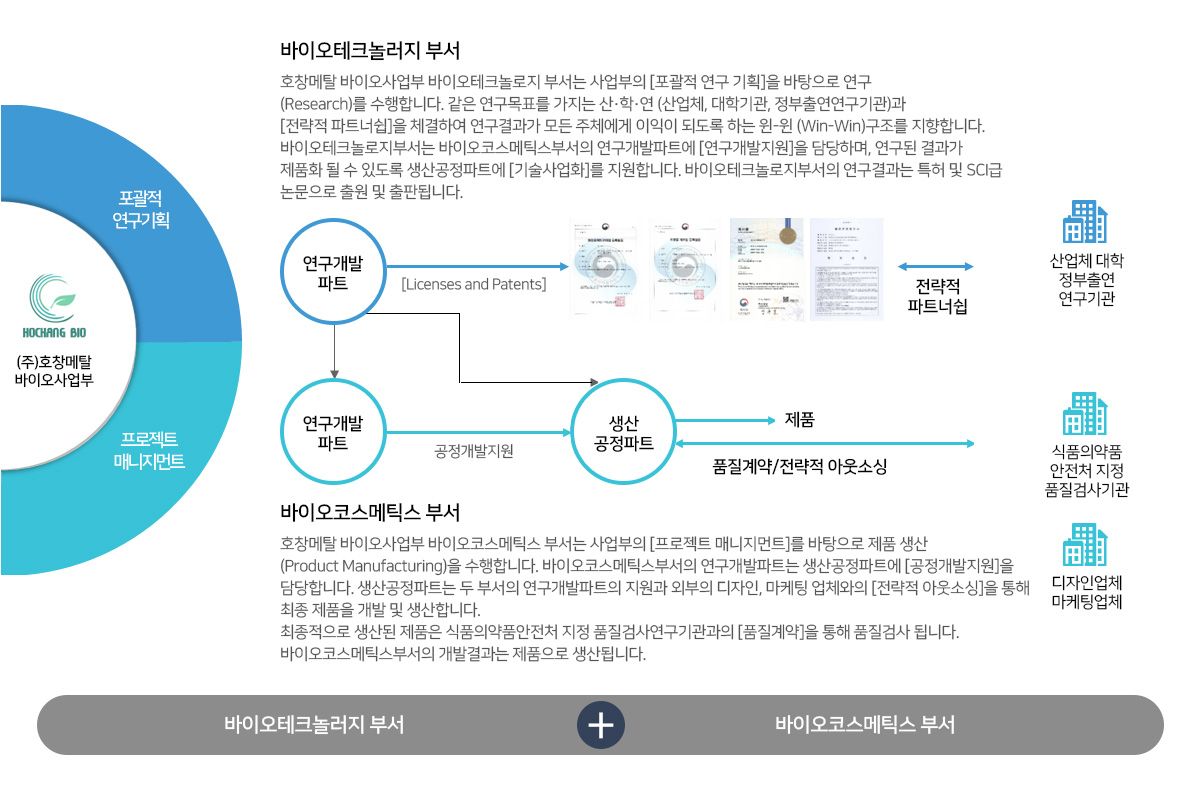 바이오테크놀러지 부서
호창메탈 바이오사업부 바이오테크놀로지 부서는 사업부의 [포괄적 연구 기획]을 바탕으로 연구
(Research)를 수행합니다. 같은 연구목표를 가지는 산·학·연 (산업체, 대학기관, 정부출연연구기관)과
[전략적 파트너쉽]을 체결하여 연구결과가 모든 주체에게 이익이 되도록 하는 윈-윈 (Win-Win)구조를 지향합니다.
바이오테크놀로지부서는 바이오코스메틱스부서의 연구개발파트에 [연구개발지원]을 담당하며, 연구된 결과가
제품화 될 수 있도록 생산공정파트에 [기술사업화]를 지원합니다. 바이오테크놀로지부서의 연구결과는 특허 및 SCI급
논문으로 출원 및 출판됩니다.
포괄적
연구기획
HOCHANG BIO
(주)호창메탈
바이오사업부
프로젝트
매니지먼트
연구개발
파트
[Licenses and Patents]
전략적
파트너쉽
산업체 대학
정부출연
연구기관
연구개발
파트
공정개발지원
생산
공정파트
제품
품질계약/전략적 아웃소싱
식품의약품
안전처 지정
품질검사기관
바이오코스메틱스 부서
호창메탈 바이오사업부 바이오코스메틱스 부서는 사업부의 [프로젝트 매니지먼트]를 바탕으로 제품 생산
(Product Manufacturing)을 수행합니다. 바이오코스메틱스부서의 연구개발파트는 생산공정파트에 [공정개발지원]을
담당합니다. 생산공정파트는 두 부서의 연구개발파트의 지원과 외부의 디자인, 마케팅 업체와의 [전략적 아웃소싱]을 통해
최종 제품을 개발 및 생산합니다.
최종적으로 생산된 제품은 식품의약품안전처 지정 품질검사연구기관과의 [품질계약]을 통해 품질검사 됩니다.
바이오코스메틱스부서의 개발결과는 제품으로 생산됩니다.
디자인업체
마케팅업체
바이오테크놀러지 부서
+
바이오코스메틱스 부서